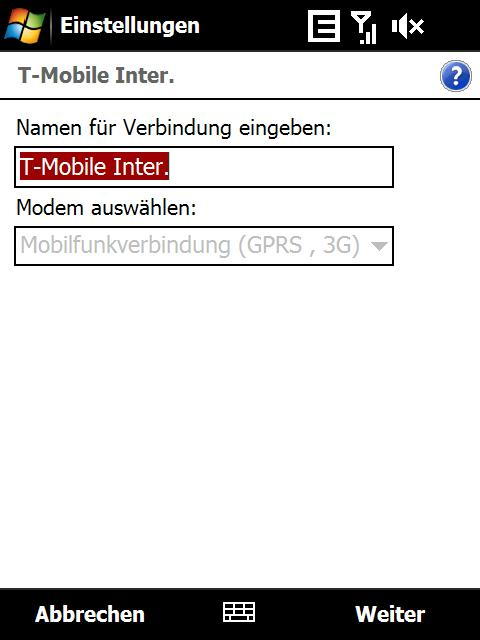 Einstellungen
E
T-Mobile Inter.
?
Namen für Verbindung eingeben:
T-Mobile Inter.
Modem auswählen:
Mobilfunkverbindung (GPRS , 3G)
Abbrechen
Weiter